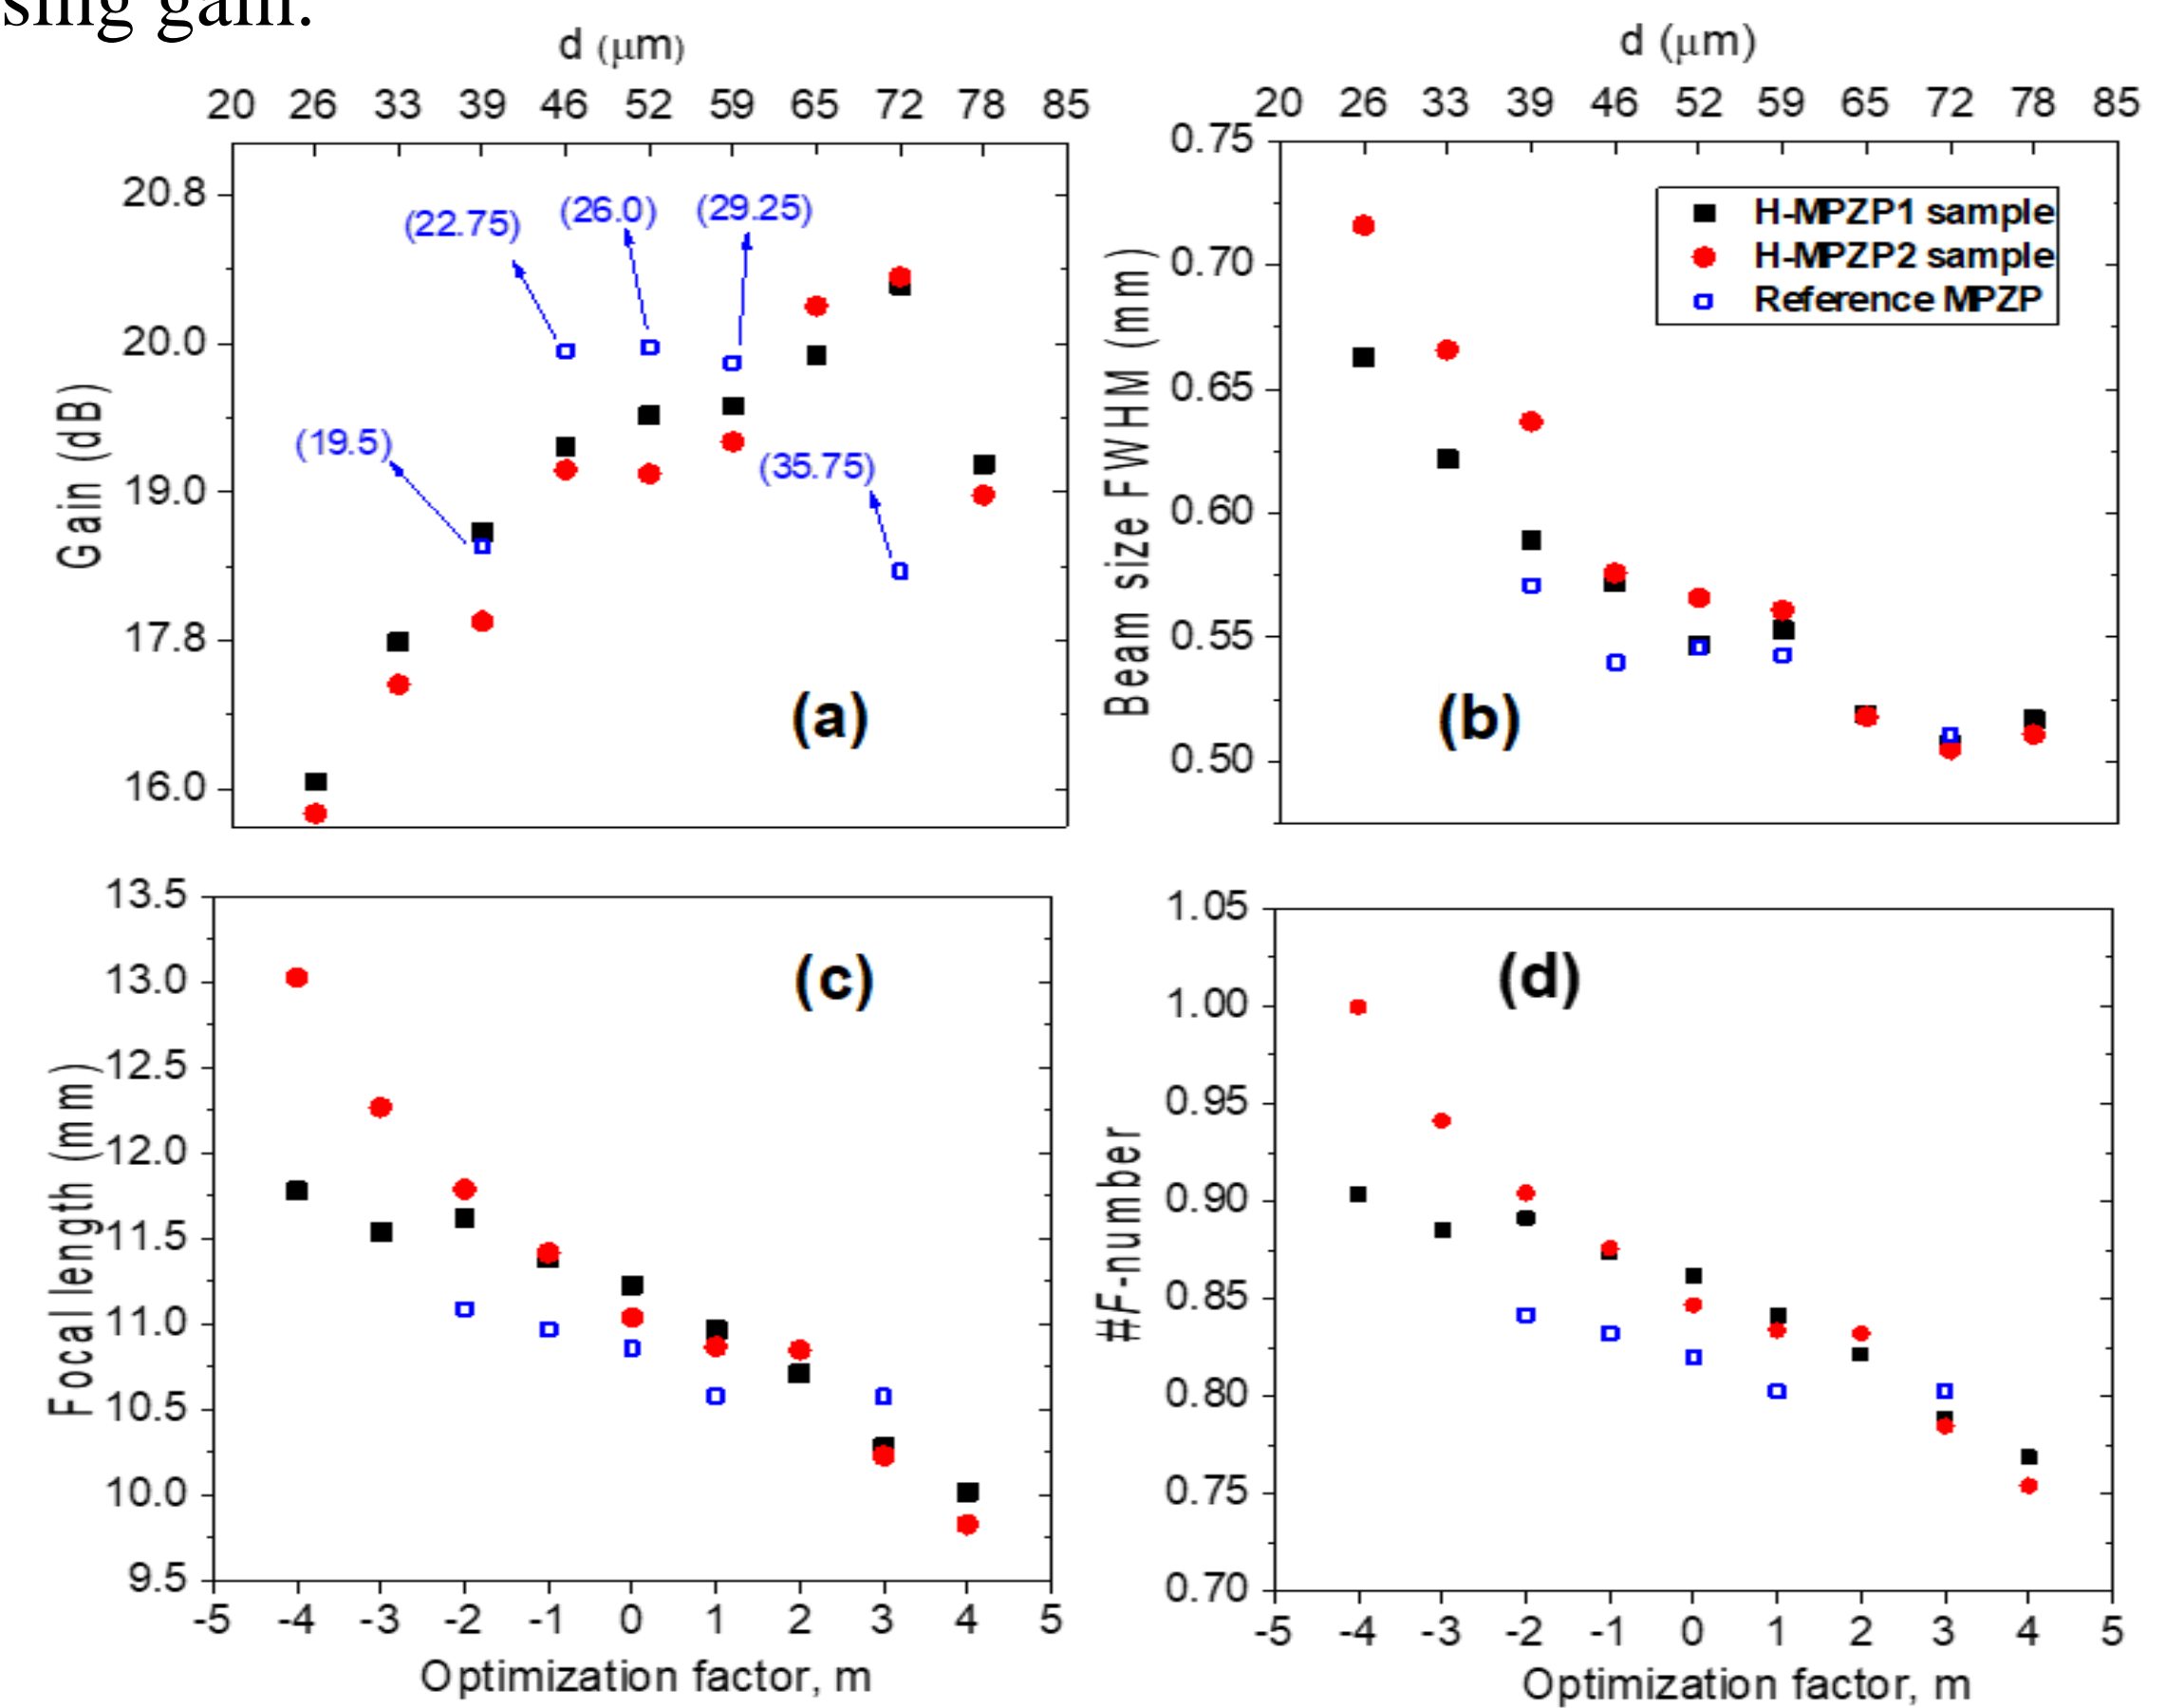 sing gain.
d (μm)
20 26 33 39 46 52 59 65 72 78 85
20.8
20.0
19.0
17.8
16.0
Gain (dB)
(22.75)
(26.0)
(29.25)
(19.5)
(35.75)
(a)
d (μm)
20 26 33 39 46 52 59 65 72 78 85
0.75
0.70
0.65
0.60
0.55
0.50
Beam size FWHM (mm)
H-MPZP1 sample
H-MPZP2 sample
Reference MPZP
(b)
13.5
13.0
12.5
12.0
11.5
11.0
10.5
10.0
9.5
Focal length (mm)
(c)
-5 -4 -3 -2 -1 0 1 2 3 4 5
Optimization factor, m
1.05
1.00
0.95
0.90
0.85
0.80
0.75
0.70
#F-number
(d)
-5 -4 -3 -2 -1 0 1 2 3 4 5
Optimization factor, m